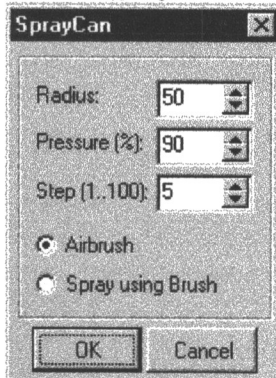 SprayCan
Radius: 50
Pressure (%): 90
Step (1..100): 5
Airbrush
Spray using Brush
OK Cancel